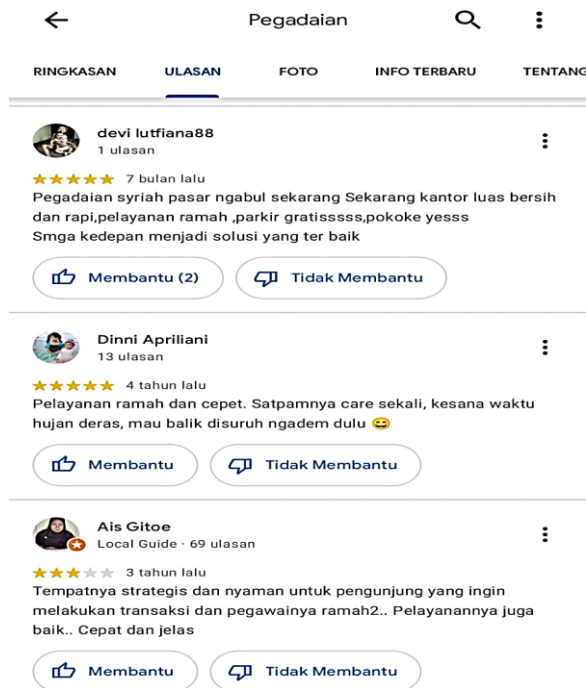 Pegadaian
RINGKASAN ULASAN FOTO INFO TERBARU TENTANG
devi lutfiana88
1 ulasan
7 bulan lalu
Pegadaian syriah pasar ngabul sekarang Sekarang kantor luas bersih
dan rapi,pelayanan ramah ,parkir gratisssss,pokoke yesss
Smga kedepan menjadi solusi yang ter baik
Membantu (2) Tidak Membantu
Dinni Apriliani
13 ulasan
4 tahun lalu
Pelayanan ramah dan cepet. Satpamnya care sekali, kesana waktu
hujan deras, mau balik disuruh ngadem dulu 😄
Membantu Tidak Membantu
Ais Gitoe
Local Guide · 69 ulasan
3 tahun lalu
Tempatnya strategis dan nyaman untuk pengunjung yang ingin
melakukan transaksi dan pegawainya ramah2.. Pelayanannya juga
baik.. Cepat dan jelas
Membantu Tidak Membantu